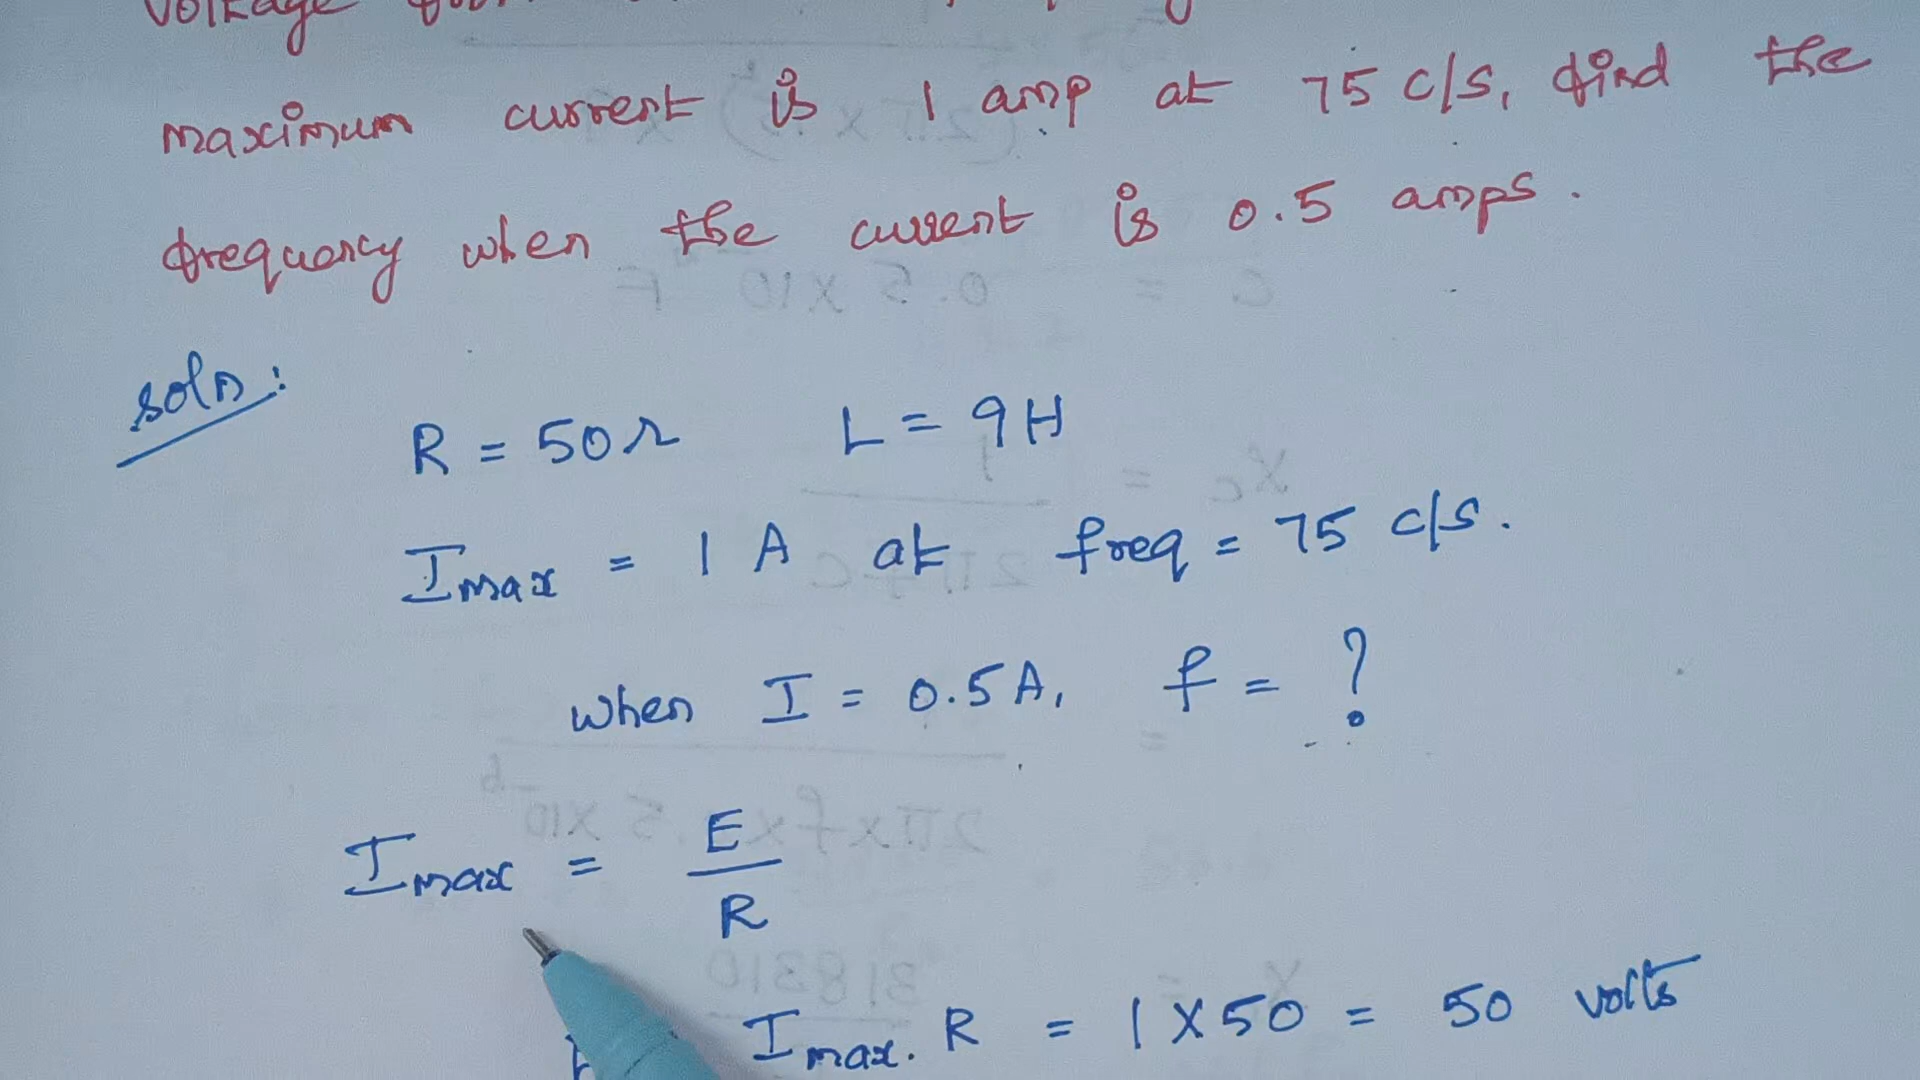 voltage
maximum current is 1 amp at 75 c/s, find the
frequency when the current is 0.5 amps.
soln:
R = 50Ω L = 9H
Imax = 1 A at freq = 75 c/s.
when I = 0.5A, f = ?
Imax = E/R
Imax. R = 1 X 50 = 50 volts